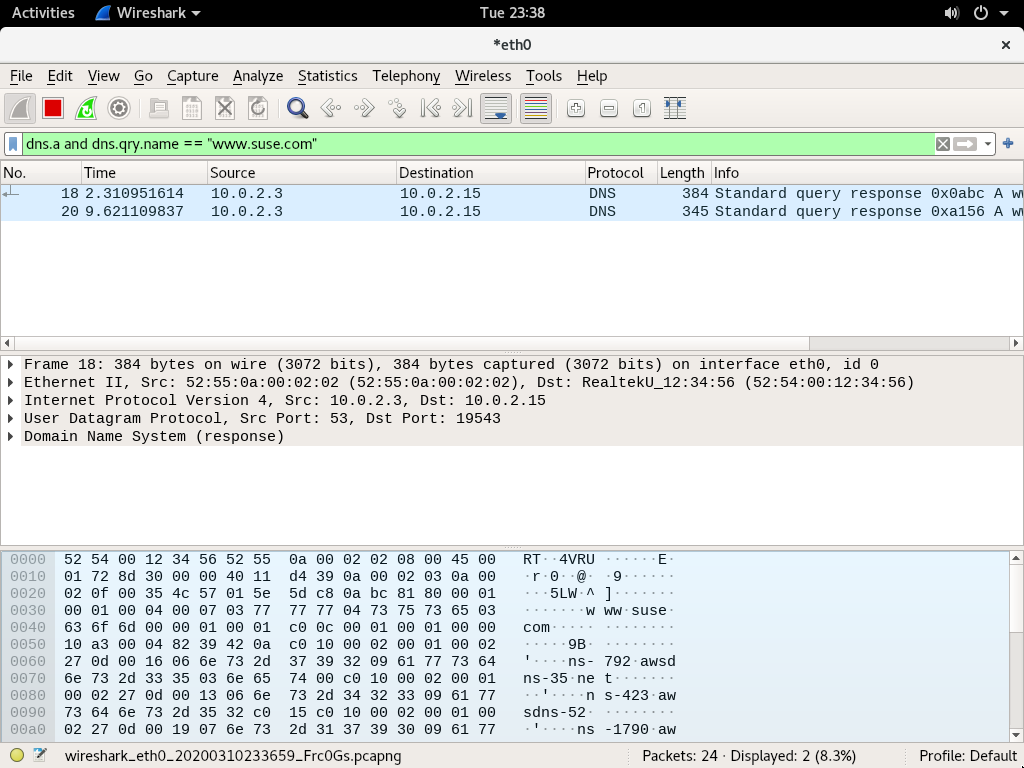 Activities Wireshark Tue 23:38
*eth0
File Edit View Go Capture Analyze Statistics Telephony Wireless Tools Help
dns.a and dns.qry.name == "www.suse.com"
No. Time Source Destination Protocol Length Info
18 2.310951614 10.0.2.3 10.0.2.15 DNS 384 Standard query response 0x0abc A
20 9.621109837 10.0.2.3 10.0.2.15 DNS 345 Standard query response 0xa156 A
Frame 18: 384 bytes on wire (3072 bits), 384 bytes captured (3072 bits) on interface eth0, id 0
Ethernet II, Src: 52:55:0a:00:02:02 (52:55:0a:00:02:02), Dst: RealtekU_12:34:56 (52:54:00:12:34:56)
Internet Protocol Version 4, Src: 10.0.2.3, Dst: 10.0.2.15
User Datagram Protocol, Src Port: 53, Dst Port: 19543
Domain Name System (response)
0000 52 54 00 12 34 56 52 55 0a 00 02 02 08 00 45 00 RT··4VRU ······E·
0010 01 72 8d 30 00 00 40 11 d4 39 0a 00 02 03 0a 00 ·r·0··@· ·9······
0020 02 0f 00 35 4c 57 01 5e 5d c8 0a bc 81 80 00 01 ···5LW·^ ]·······
0030 00 01 00 04 00 07 03 77 77 77 04 73 75 73 65 03 ·······w ww·suse·
0040 63 6f 6d 00 00 01 00 01 c0 0c 00 01 00 01 00 00 com····· ········
0050 10 a3 00 04 82 39 42 0a c0 10 00 02 00 01 00 02 ·····9B· ········
0060 27 0d 00 16 06 6e 73 2d 37 39 32 09 61 77 73 64 '····ns- 792·awsd
0070 6e 73 2d 33 35 03 6e 65 74 00 c0 10 00 02 00 01 ns-35·ne t·······
0080 00 02 27 0d 00 13 06 6e 73 2d 34 32 33 09 61 77 ··'····n s-423·aw
0090 73 64 6e 73 2d 35 32 c0 15 c0 10 00 02 00 01 00 sdns-52· ········
00a0 02 27 0d 00 19 07 6e 73 2d 31 37 39 30 09 61 77 ·'····ns -1790·aw
wireshark_eth0_20200310233659_Frc0Gs.pcapng Packets: 24 · Displayed: 2 (8.3%) Profile: Default